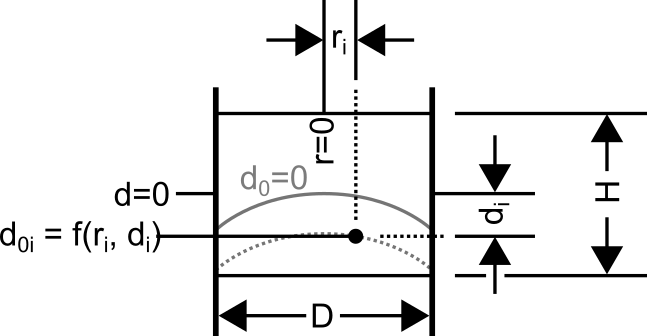 rᵢ
r=0
d₀=0
d=0
dᵢ
H
d₀ᵢ = f(rᵢ, dᵢ)
D